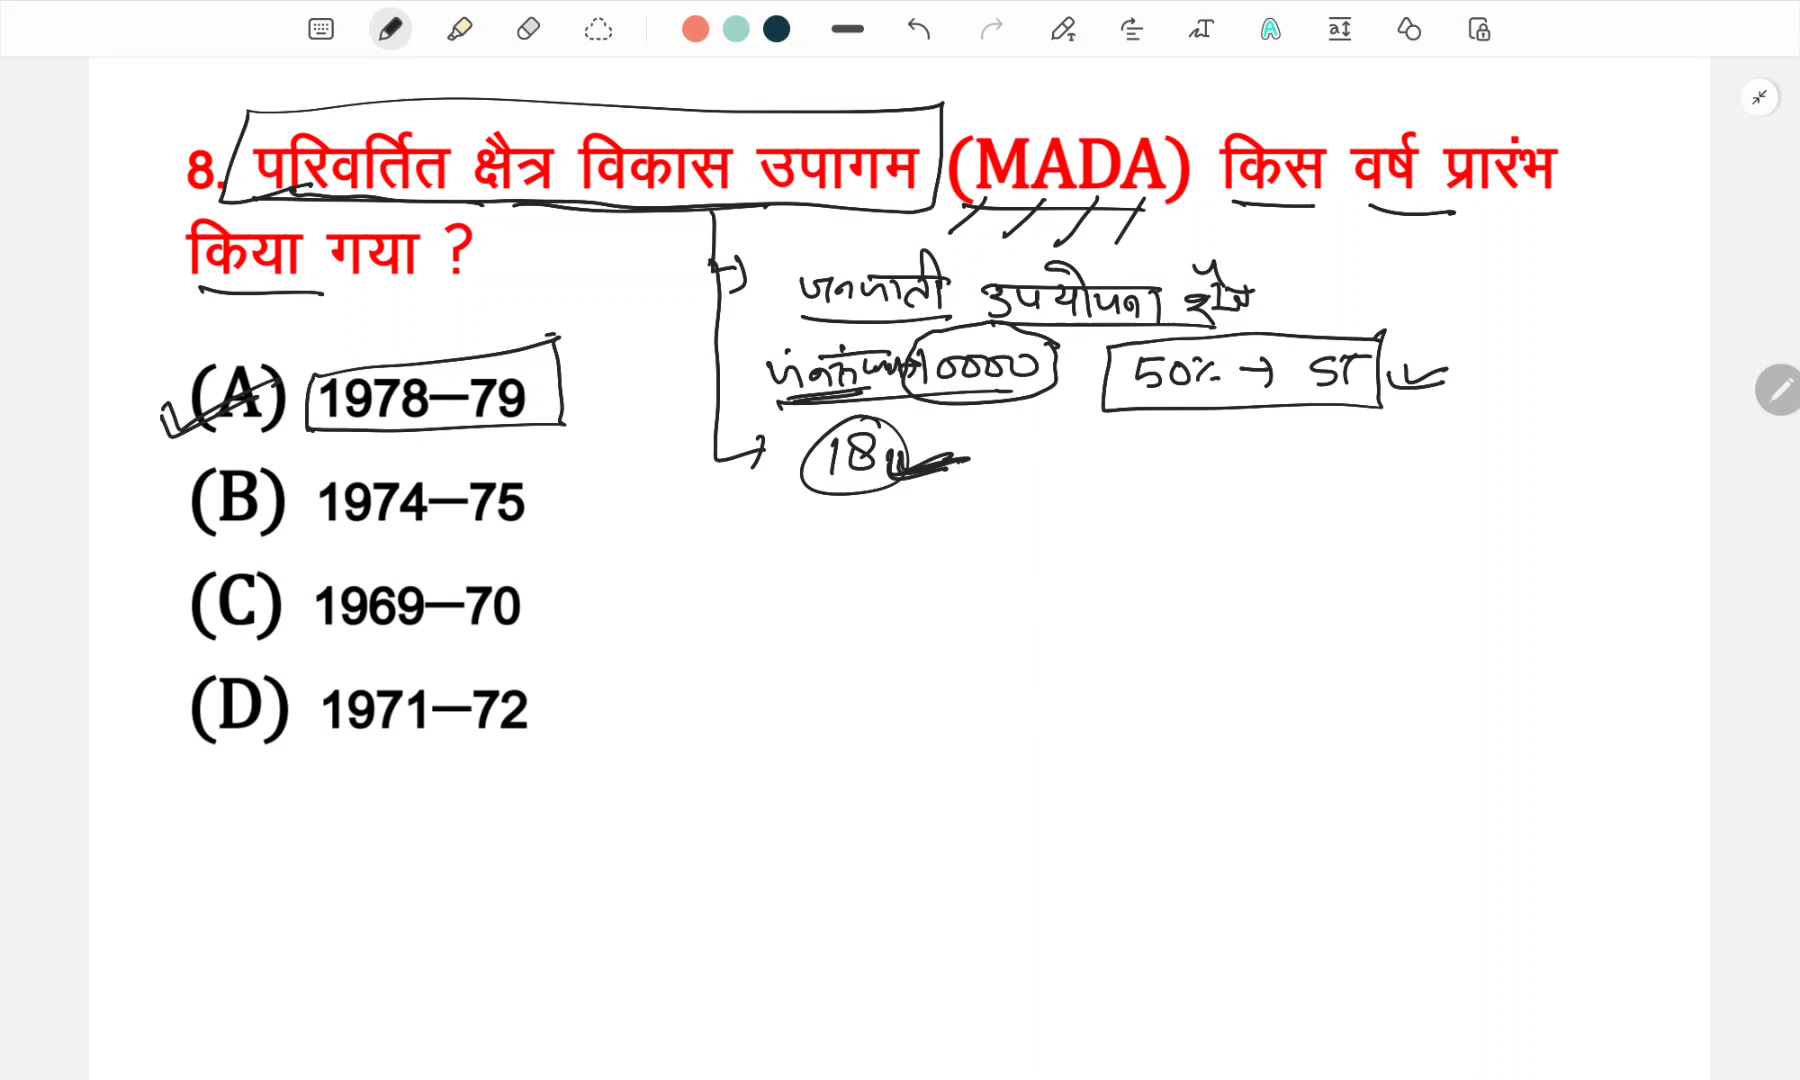 8. परिवर्तित क्षैत्र विकास उपागम (MADA) किस वर्ष प्रारंभ
किया गया ?
जनजाती उपयोजना क्षैत्र
10000 50% → ST
(A) 1978–79
18
(B) 1974–75
(C) 1969–70
(D) 1971–72